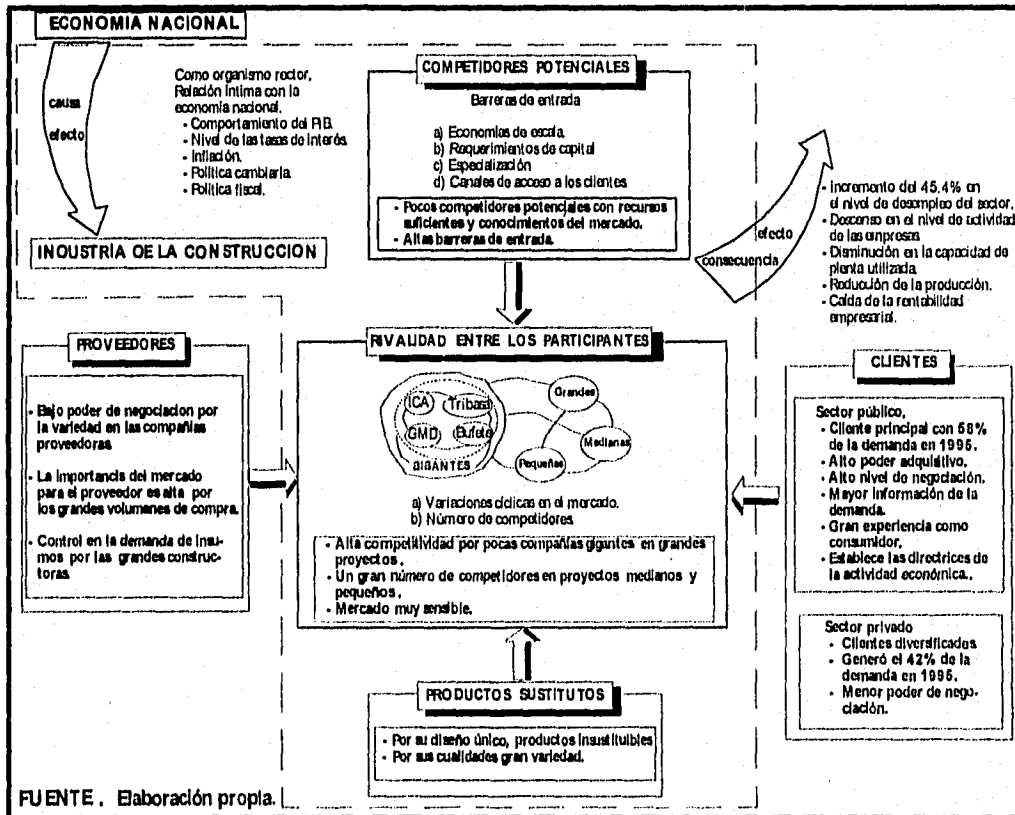 ECONOMIA NACIONAL
causa
efecto
Como organismo rector,
Relación íntima con la
economía nacional.
• Comportamiento del P.I.B.
• Nivel de las tasas de interés
• Inflación.
• Política cambiaria.
• Política fiscal.
INDUSTRÍA DE LA CONSTRUCCION
COMPETIDORES POTENCIALES
Barreras de entrada
a) Economías de escala
b) Requerimientos de capital
c) Especialización
d) Canales de acceso a los clientes
• Pocos competidores potenciales con recursos
suficientes y conocimientos del mercado.
• Altas barreras de entrada.
efecto
consecuencia
• Incremento del 45.4% en
el nivel de desempleo del sector.
• Descenso en el nivel de actividad
de las empresas
• Disminución en la capacidad de
planta utilizada
• Reducción de la producción.
• Caída de la rentabilidad
empresarial.
PROVEEDORES
• Bajo poder de negociacion por
la variedad en las compañías
proveedoras
• La importancia del mercado
para el proveedor es alta por
los grandes volumenes de compra.
• Control en la demanda de insu-
mos por las grandes construc-
toras
RIVALIDAD ENTRE LOS PARTICIPANTES
ICA
Tribasa
GMD
Bufete
GIGANTES
Grandes
Medianas
Pequeñas
a) Variaciones cíclicas en el mercado.
b) Número de competidores
• Alta competitividad por pocas compañías gigantes en grandes
proyectos.
• Un gran número de competidores en proyectos medianos y
pequeños.
• Mercado muy sensible.
CLIENTES
Sector público,
• Cliente principal con 58%
de la demanda en 1995.
• Alto poder adquisitivo.
• Alto nivel de negociación.
• Mayor información de la
demanda.
• Gran experiencia como
consumidor.
• Establece las directrices de
la actividad económica..
Sector privado
• Clientes diversificados
• Generó el 42% de la
demanda en 1995.
• Menor poder de nego-
ciación.
PRODUCTOS SUSTITUTOS
• Por su diseño único, productos insustituibles
• Por sus cualidades gran variedad.
FUENTE. Elaboración propia.